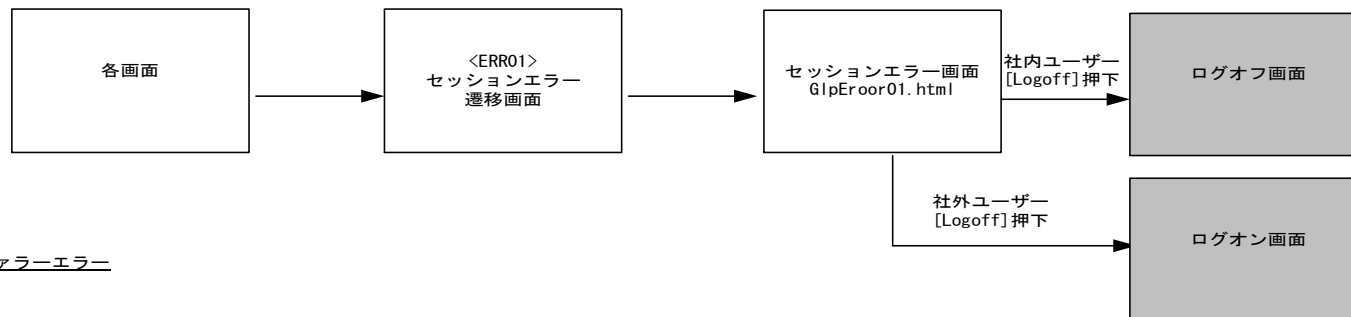 各画面
<ERR01>
セッションエラー
遷移画面
セッションエラー画面
GlpEroor01.html
社内ユーザー
[Logoff]押下
ログオフ画面
社外ユーザー
[Logoff]押下
ログオン画面
ァラーエラー